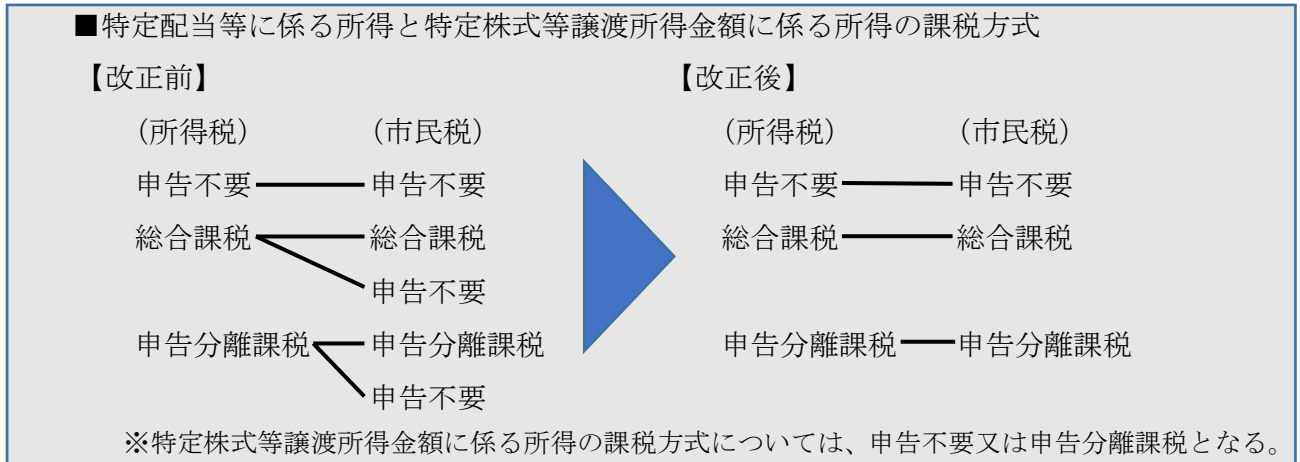 ■特定配当等に係る所得と特定株式等譲渡所得金額に係る所得の課税方式
【改正前】 【改正後】
(所得税) (市民税) (所得税) (市民税)
申告不要 申告不要 申告不要 申告不要
総合課税 総合課税 総合課税 総合課税
申告不要
申告分離課税 申告分離課税 申告分離課税 申告分離課税
申告不要
※特定株式等譲渡所得金額に係る所得の課税方式については、申告不要又は申告分離課税となる。